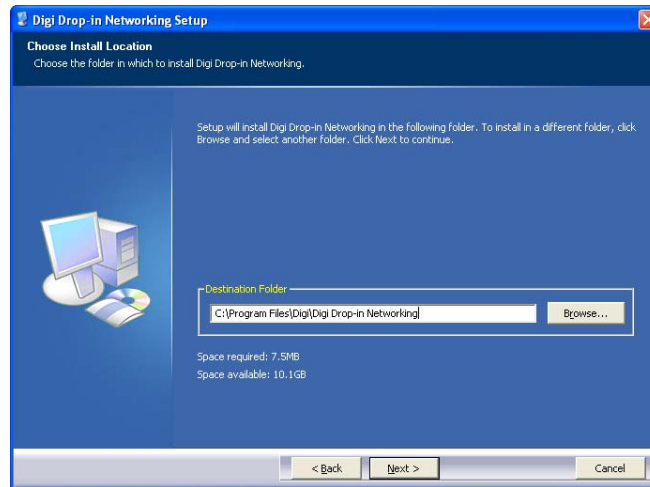 Digi Drop-in Networking Setup
Choose Install Location
Choose the folder in which to install Digi Drop-in Networking.
Setup will install Digi Drop-in Networking in the following folder. To install in a different folder, click
Browse and select another folder. Click Next to continue.
Destination Folder
C:\Program Files\Digi\Digi Drop-in Networking
Browse...
Space required: 7.5MB
Space available: 10.1GB
< Back
Next >
Cancel